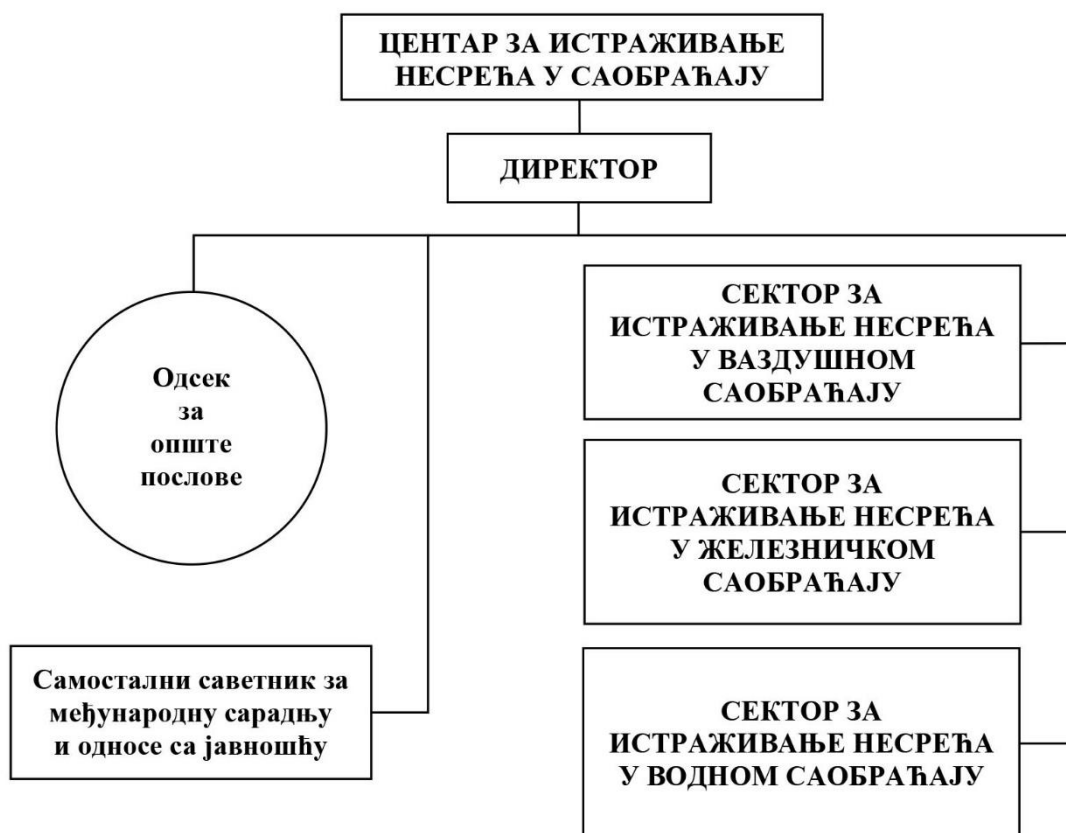 ЦЕНТАР ЗА ИСТРАЖИВАЊЕ
НЕСРЕЋА У САОБРАЋАЈУ
ДИРЕКТОР
Одсек
за
опште
послове
Самостални саветник за
међународну сарадњу
и односе са јавношћу
СЕКТОР ЗА
ИСТРАЖИВАЊЕ НЕСРЕЋА
У ВАЗДУШНОМ
САОБРАЋАЈУ
СЕКТОР ЗА
ИСТРАЖИВАЊЕ НЕСРЕЋА
У ЖЕЛЕЗНИЧКОМ
САОБРАЋАЈУ
СЕКТОР ЗА
ИСТРАЖИВАЊЕ НЕСРЕЋА
У ВОДНОМ САОБРАЋАЈУ